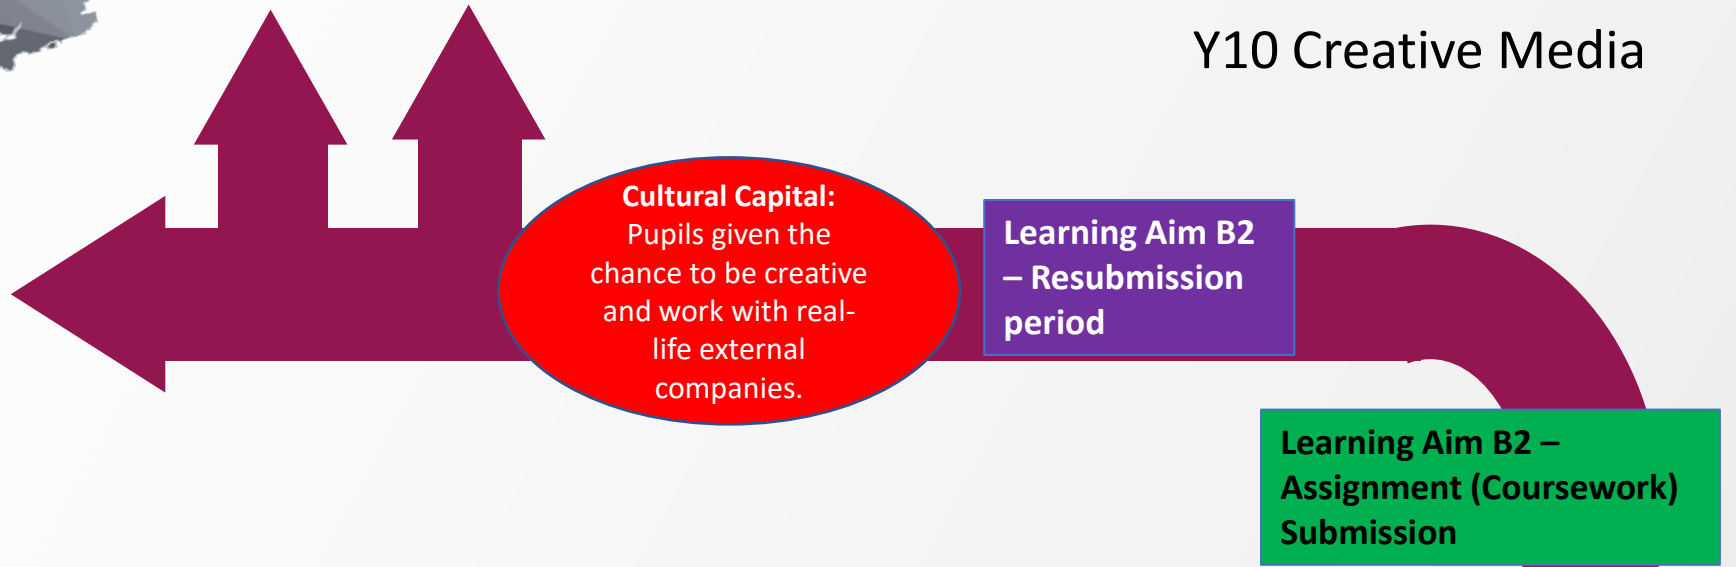 Y10 Creative Media
Cultural Capital:
Pupils given the
chance to be creative
and work with real-
life external
companies.
Learning Aim B2
– Resubmission
period
Learning Aim B2 –
Assignment (Coursework)
Submission